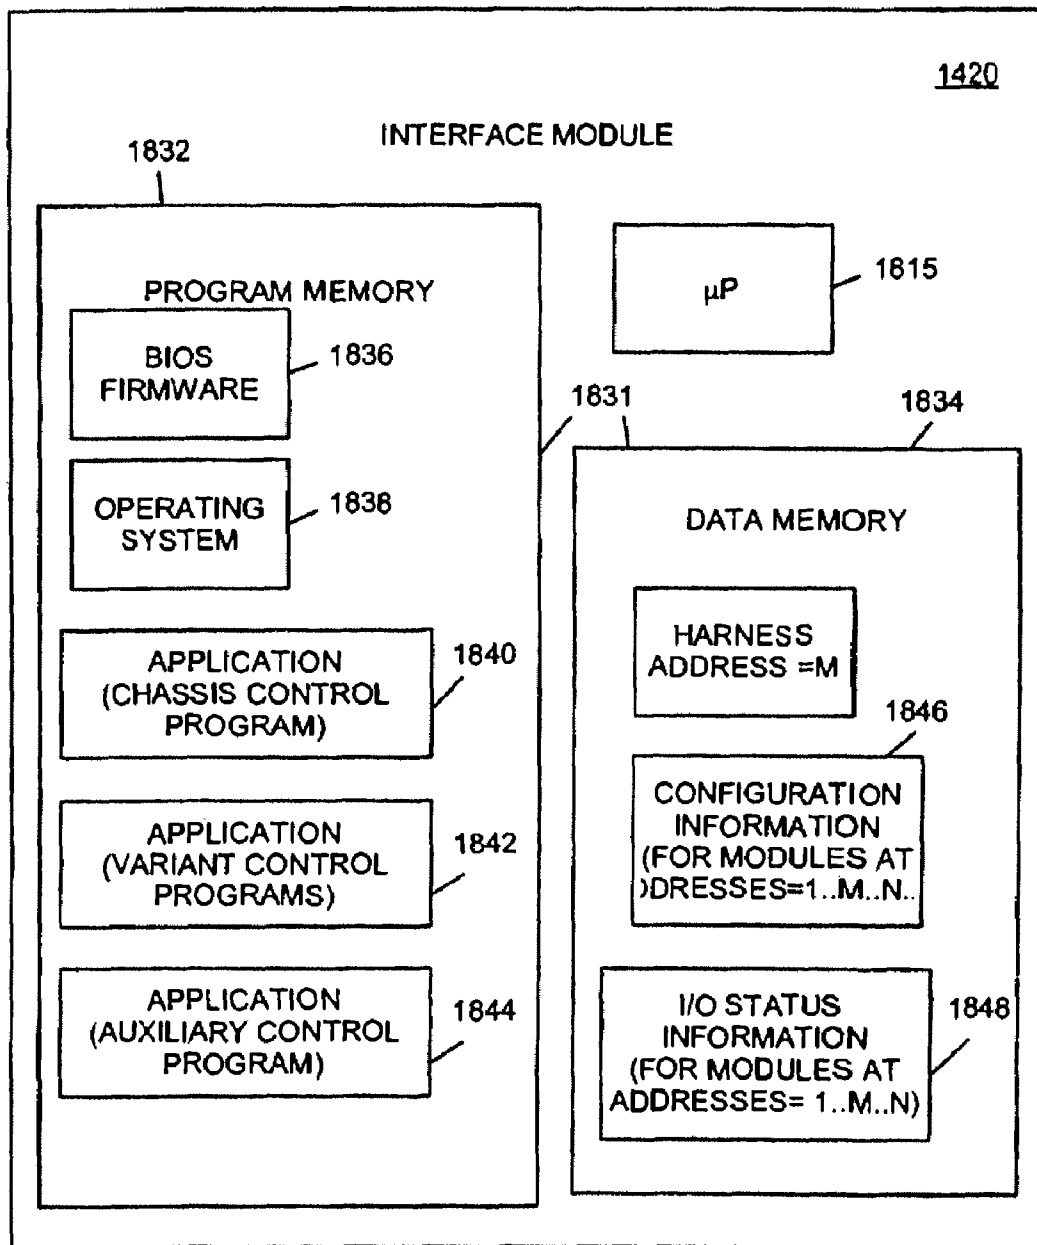 1420
INTERFACE MODULE
1832
PROGRAM MEMORY
BIOS
FIRMWARE
1836
OPERATING
SYSTEM
1838
APPLICATION
(CHASSIS CONTROL
PROGRAM)
1840
APPLICATION
(VARIANT CONTROL
PROGRAMS)
1842
APPLICATION
(AUXILIARY CONTROL
PROGRAM)
1844
µP
1815
1831
1834
DATA MEMORY
HARNESS
ADDRESS =M
1846
CONFIGURATION
INFORMATION
(FOR MODULES AT
DDRESSES=1..M..N..
I/O STATUS
INFORMATION
(FOR MODULES AT
ADDRESSES= 1..M..N)
1848